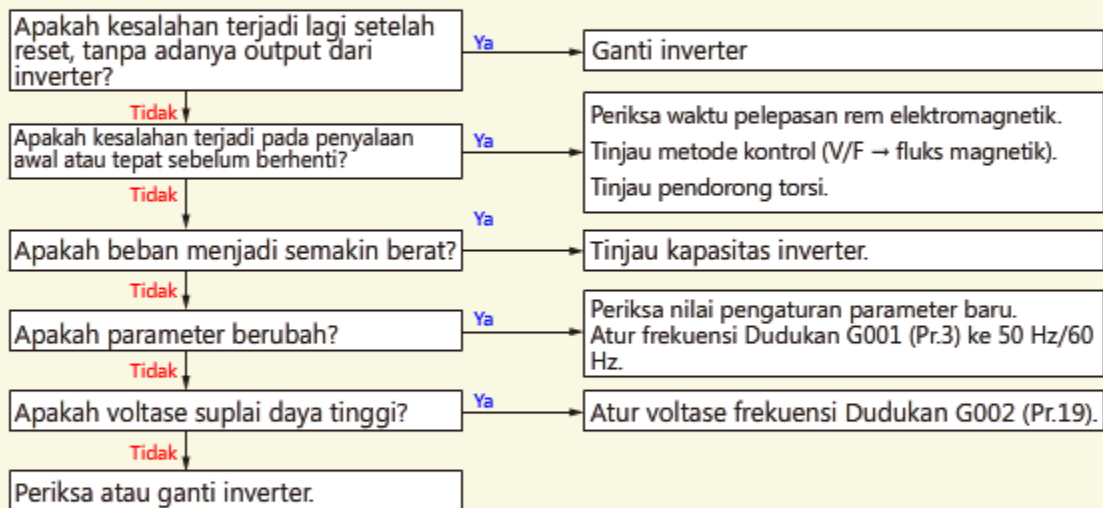 Apakah kesalahan terjadi lagi setelah
reset, tanpa adanya output dari
inverter?
Ya
Ganti inverter
Tidak
Apakah kesalahan terjadi pada penyalaan
awal atau tepat sebelum berhenti?
Ya
Periksa waktu pelepasan rem elektromagnetik.
Tinjau metode kontrol (V/F → fluks magnetik).
Tinjau pendorong torsi.
Tidak
Apakah beban menjadi semakin berat?
Ya
Tinjau kapasitas inverter.
Tidak
Apakah parameter berubah?
Ya
Periksa nilai pengaturan parameter baru.
Atur frekuensi Dudukan G001 (Pr.3) ke 50 Hz/60
Hz.
Tidak
Apakah voltase suplai daya tinggi?
Ya
Atur voltase frekuensi Dudukan G002 (Pr.19).
Tidak
Periksa atau ganti inverter.